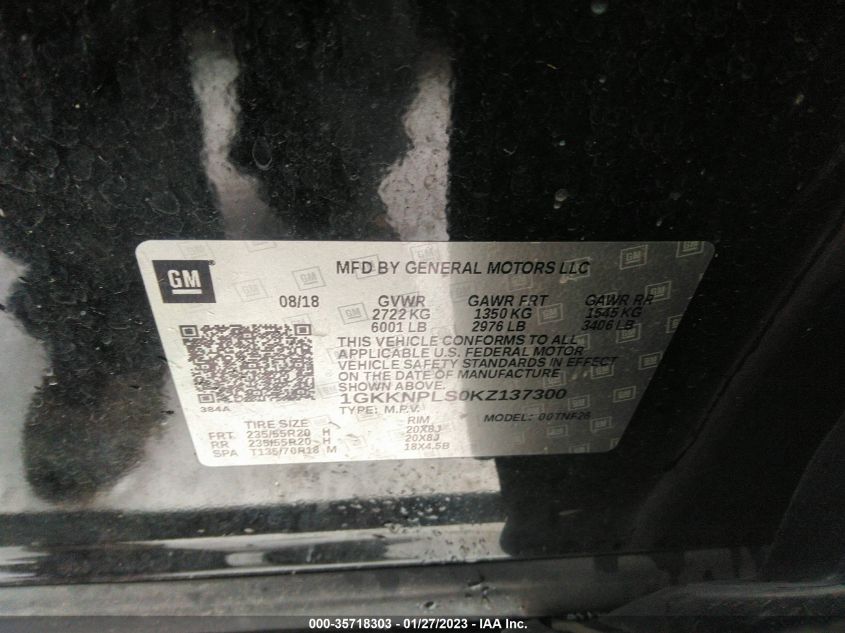 GM
MFD BY GENERAL MOTORS LLC
08/18 GVWR GAWR FRT GAWR RR
2722 KG 1350 KG 1545 KG
6001 LB 2976 LB 3406 LB
THIS VEHICLE CONFORMS TO ALL
APPLICABLE U.S. FEDERAL MOTOR
VEHICLE SAFETY STANDARDS IN EFFECT
ON THE DATE OF MANUFACTURE
SHOWN ABOVE.
384A
1GKKNPLS0KZ137300
TYPE: M.P.V. MODEL: 00TNF26
TIRE SIZE RIM
FRT 235/55R20 H 20X8J
RR 235/55R20 H 20X8J
SPA T135/70R18 M 18X4.5B
000-35718303 - 01/27/2023 - IAA Inc.